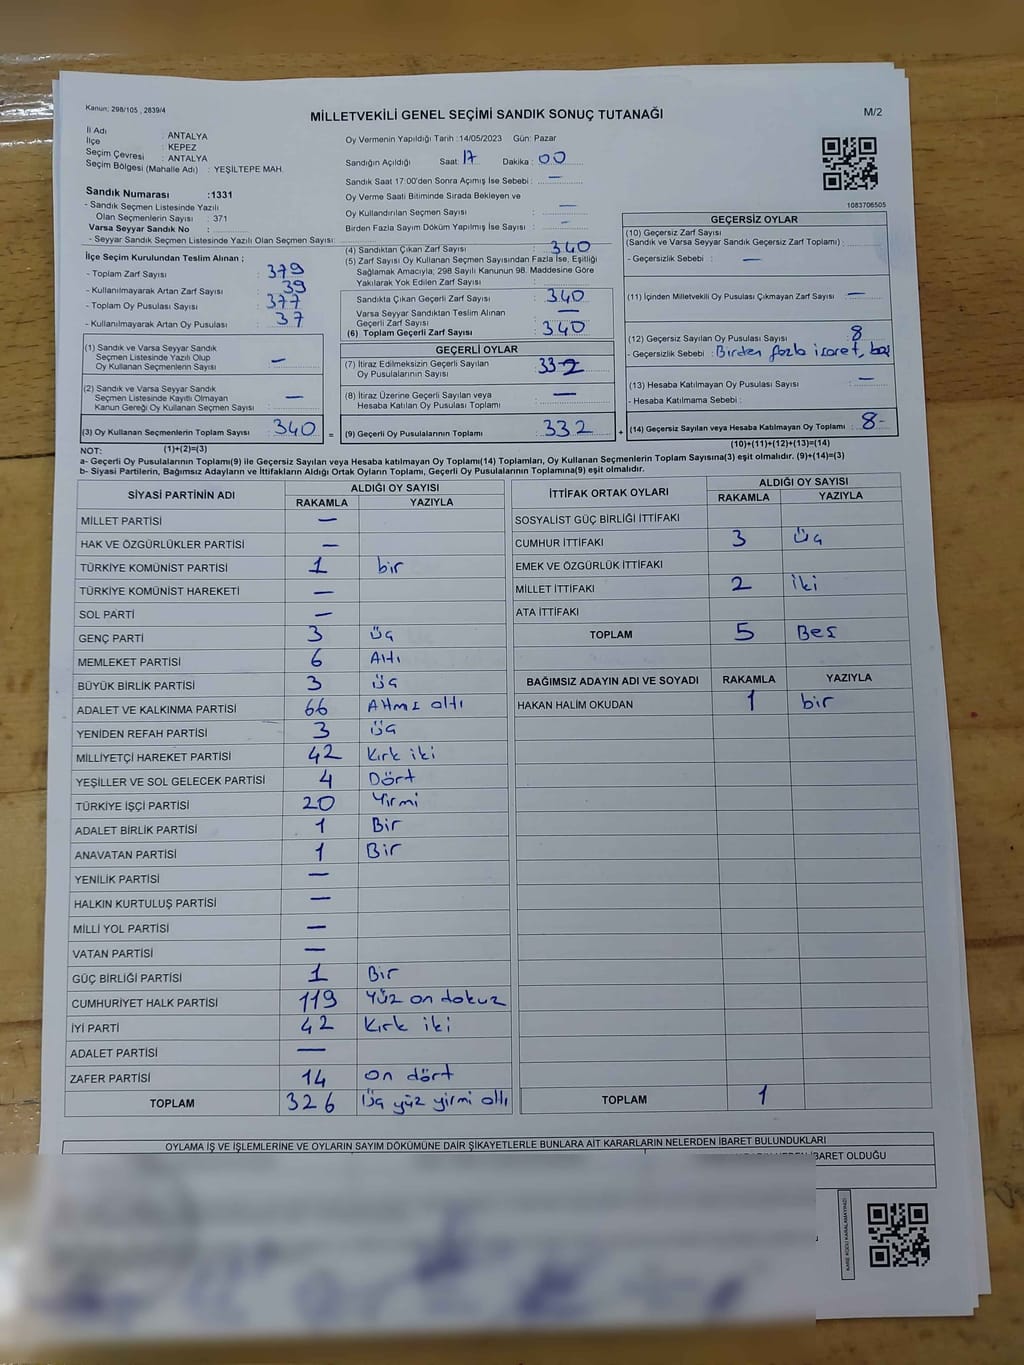 Kanun: 298/105 , 2839/4
MİLLETVEKİLİ GENEL SEÇİMİ SANDIK SONUÇ TUTANAĞI
M/2
İl Adı : ANTALYA
İlçe : KEPEZ
Seçim Çevresi : ANTALYA
Seçim Bölgesi (Mahalle Adı) : YEŞİLTEPE MAH.
Sandık Numarası :1331
- Sandık Seçmen Listesinde Yazılı
Olan Seçmenlerin Sayısı : 371
Varsa Seyyar Sandık No :
- Seyyar Sandık Seçmen Listesinde Yazılı Olan Seçmen Sayısı:
Oy Vermenin Yapıldığı Tarih :14/05/2023 Gün: Pazar
Sandığın Açıldığı Saat: 17 Dakika : 00
Sandık Saat 17:00'den Sonra Açımış İse Sebebi : —
Oy Verme Saati Bitiminde Sırada Bekleyen ve
Oy Kullandırılan Seçmen Sayısı : —
Birden Fazla Sayım Döküm Yapılmış İse Sayısı : —
1083706505
İlçe Seçim Kurulundan Teslim Alınan ;
- Toplam Zarf Sayısı : 379
- Kullanılmayarak Artan Zarf Sayısı : 39
- Toplam Oy Pusulası Sayısı : 377
- Kullanılmayarak Artan Oy Pusulası : 37
(1) Sandık ve Varsa Seyyar Sandık
Seçmen Listesinde Yazılı Olup
Oy Kullanan Seçmenlerin Sayısı : —
(2) Sandık ve Varsa Seyyar Sandık
Seçmen Listesinde Kayıtlı Olmayan
Kanun Gereği Oy Kullanan Seçmen Sayısı : —
(3) Oy Kullanan Seçmenlerin Toplam Sayısı : 340 =
(1)+(2)=(3)
(4) Sandıktan Çıkan Zarf Sayısı : 340
(5) Zarf Sayısı Oy Kullanan Seçmen Sayısından Fazla İse, Eşitliği
Sağlamak Amacıyla; 298 Sayılı Kanunun 98. Maddesine Göre
Yakılarak Yok Edilen Zarf Sayısı :
Sandıkta Çıkan Geçerli Zarf Sayısı : 340
Varsa Seyyar Sandıktan Teslim Alınan
Geçerli Zarf Sayısı : —
(6) Toplam Geçerli Zarf Sayısı : 340
GEÇERLİ OYLAR
(7) İtiraz Edilmeksizin Geçerli Sayılan
Oy Pusulalarının Sayısı : 332
(8) İtiraz Üzerine Geçerli Sayılan veya
Hesaba Katılan Oy Pusulası Toplamı : —
(9) Geçerli Oy Pusulalarının Toplamı : 332 +
GEÇERSİZ OYLAR
(10) Geçersiz Zarf Sayısı
(Sandık ve Varsa Seyyar Sandık Geçersiz Zarf Toplamı) :
- Geçersizlik Sebebi : —
(11) İçinden Milletvekili Oy Pusulası Çıkmayan Zarf Sayısı : —
(12) Geçersiz Sayılan Oy Pusulası Sayısı : 8
- Geçersizlik Sebebi : Birden fazla isaret, boş
(13) Hesaba Katılmayan Oy Pusulası Sayısı : —
- Hesaba Katılmama Sebebi :
(14) Geçersiz Sayılan veya Hesaba Katılmayan Oy Toplamı : 8
(10)+(11)+(12)+(13)=(14)
NOT:
a- Geçerli Oy Pusulalarının Toplamı(9) ile Geçersiz Sayılan veya Hesaba katılmayan Oy Toplamı(14) Toplamları, Oy Kullanan Seçmenlerin Toplam Sayısına(3) eşit olmalıdır. (9)+(14)=(3)
b- Siyasi Partilerin, Bağımsız Adayların ve İttifakların Aldığı Ortak Oyların Toplamı, Geçerli Oy Pusulalarının Toplamına(9) eşit olmalıdır.
SİYASİ PARTİNİN ADI ALDIĞI OY SAYISI
RAKAMLA YAZIYLA
MİLLET PARTİSİ —
HAK VE ÖZGÜRLÜKLER PARTİSİ —
TÜRKİYE KOMÜNİST PARTİSİ 1 bir
TÜRKİYE KOMÜNİST HAREKETİ —
SOL PARTİ —
GENÇ PARTİ 3 üç
MEMLEKET PARTİSİ 6 Altı
BÜYÜK BİRLİK PARTİSİ 3 üç
ADALET VE KALKINMA PARTİSİ 66 Atmış altı
YENİDEN REFAH PARTİSİ 3 üç
MİLLİYETÇİ HAREKET PARTİSİ 42 Kırk iki
YEŞİLLER VE SOL GELECEK PARTİSİ 4 Dört
TÜRKİYE İŞÇİ PARTİSİ 20 Yirmi
ADALET BİRLİK PARTİSİ 1 Bir
ANAVATAN PARTİSİ 1 Bir
YENİLİK PARTİSİ —
HALKIN KURTULUŞ PARTİSİ —
MİLLİ YOL PARTİSİ —
VATAN PARTİSİ —
GÜÇ BİRLİĞİ PARTİSİ 1 Bir
CUMHURİYET HALK PARTİSİ 119 Yüz on dokuz
İYİ PARTİ 42 Kırk iki
ADALET PARTİSİ —
ZAFER PARTİSİ 14 on dört
TOPLAM 326 Üç yüz yirmi altı
İTTİFAK ORTAK OYLARI ALDIĞI OY SAYISI
RAKAMLA YAZIYLA
SOSYALİST GÜÇ BİRLİĞİ İTTİFAKI
CUMHUR İTTİFAKI 3 Üç
EMEK VE ÖZGÜRLÜK İTTİFAKI
MİLLET İTTİFAKI 2 iki
ATA İTTİFAKI
TOPLAM 5 Beş
BAĞIMSIZ ADAYIN ADI VE SOYADI RAKAMLA YAZIYLA
HAKAN HALİM OKUDAN 1 bir
TOPLAM 1
OYLAMA İŞ VE İŞLEMLERİNE VE OYLARIN SAYIM DÖKÜMÜNE DAİR ŞİKAYETLERLE BUNLARA AİT KARARLARIN NELERDEN İBARET BULUNDUKLARI
İBARET OLDUĞU
KARE KODU KARALAMAYINIZ!